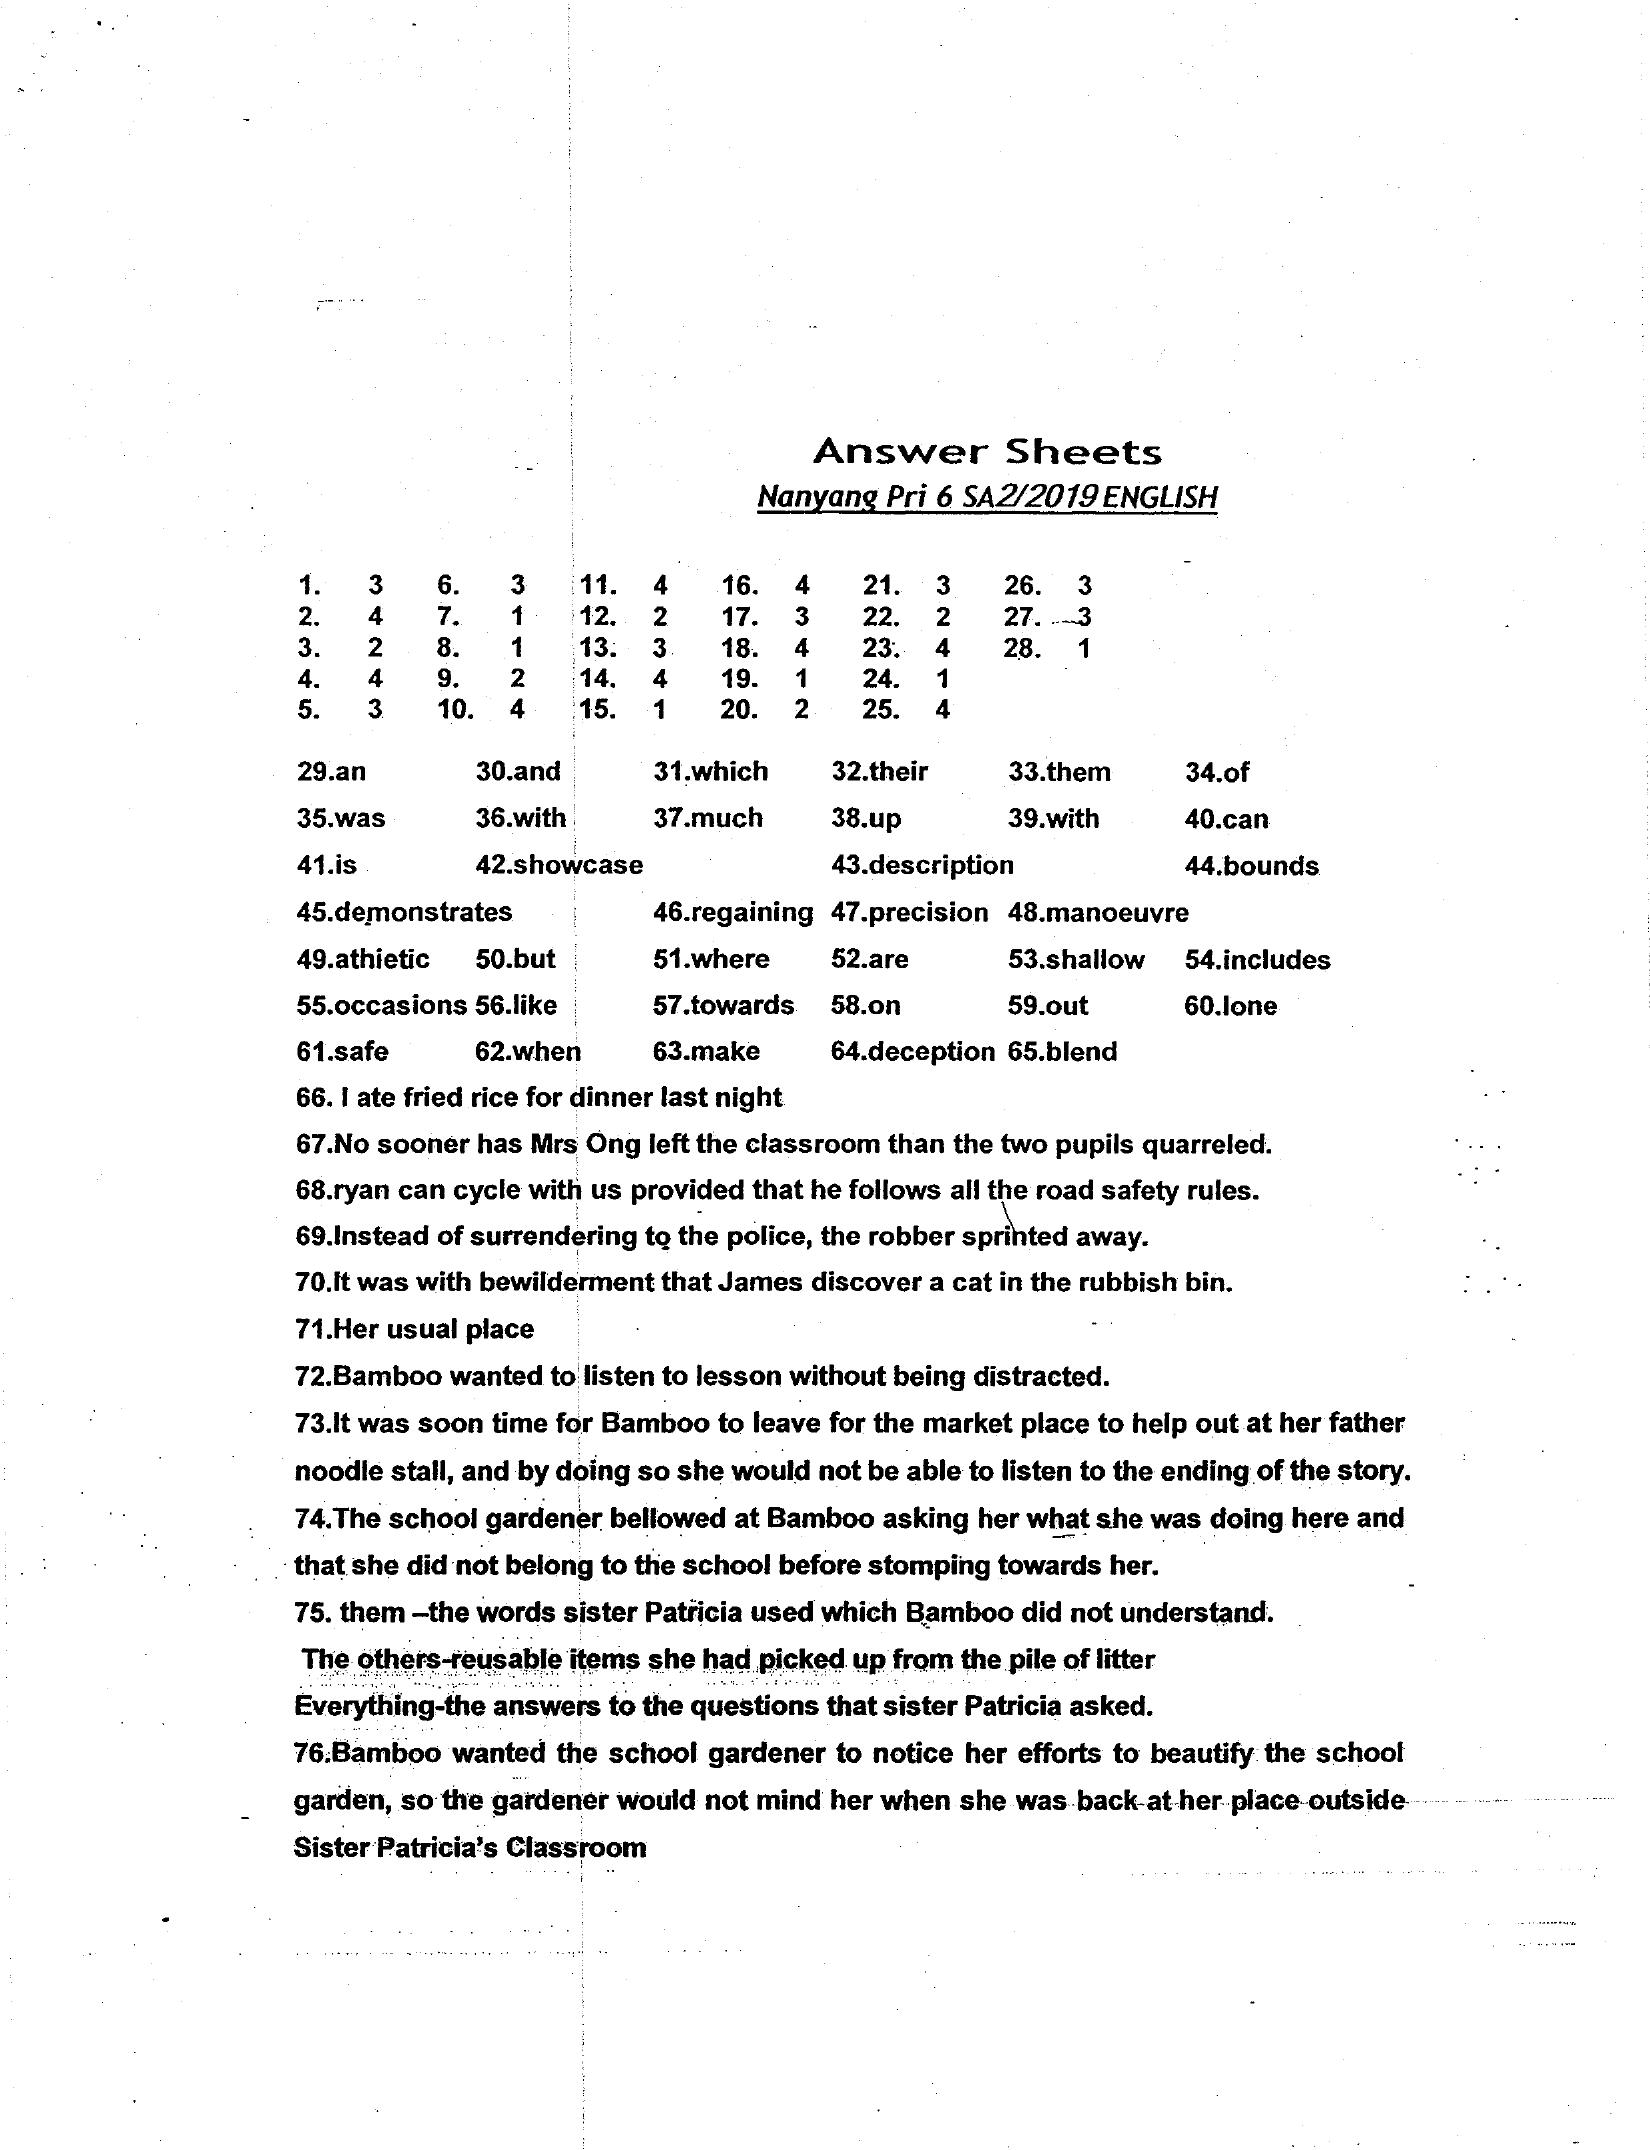 Answer Sheets
Nanyang Pri 6 SA2/2019 ENGLISH
1. 3 6. 3 11. 4 16. 4 21. 3 26. 3
2. 4 7. 1 12. 2 17. 3 22. 2 27. 3
3. 2 8. 1 13. 3 18. 4 23. 4 28. 1
4. 4 9. 2 14. 4 19. 1 24. 1
5. 3 10. 4 15. 1 20. 2 25. 4
29.an 30.and 31.which 32.their 33.them 34.of
35.was 36.with 37.much 38.up 39.with 40.can
41.is 42.showcase 43.description 44.bounds
45.demonstrates 46.regaining 47.precision 48.manoeuvre
49.athietic 50.but 51.where 52.are 53.shallow 54.includes
55.occasions 56.like 57.towards 58.on 59.out 60.lone
61.safe 62.when 63.make 64.deception 65.blend
66. I ate fried rice for dinner last night
67.No sooner has Mrs Ong left the classroom than the two pupils quarreled.
68.ryan can cycle with us provided that he follows all the road safety rules.
69.Instead of surrendering to the police, the robber sprinted away.
70.It was with bewilderment that James discover a cat in the rubbish bin.
71.Her usual place
72.Bamboo wanted to listen to lesson without being distracted.
73.It was soon time for Bamboo to leave for the market place to help out at her father
noodle stall, and by doing so she would not be able to listen to the ending of the story.
74.The school gardener bellowed at Bamboo asking her what she was doing here and
that she did not belong to the school before stomping towards her.
75. them –the words sister Patricia used which Bamboo did not understand.
The others-reusable items she had picked up from the pile of litter
Everything-the answers to the questions that sister Patricia asked.
76.Bamboo wanted the school gardener to notice her efforts to beautify the school
garden, so the gardener would not mind her when she was back at her place outside
Sister Patricia's Classroom